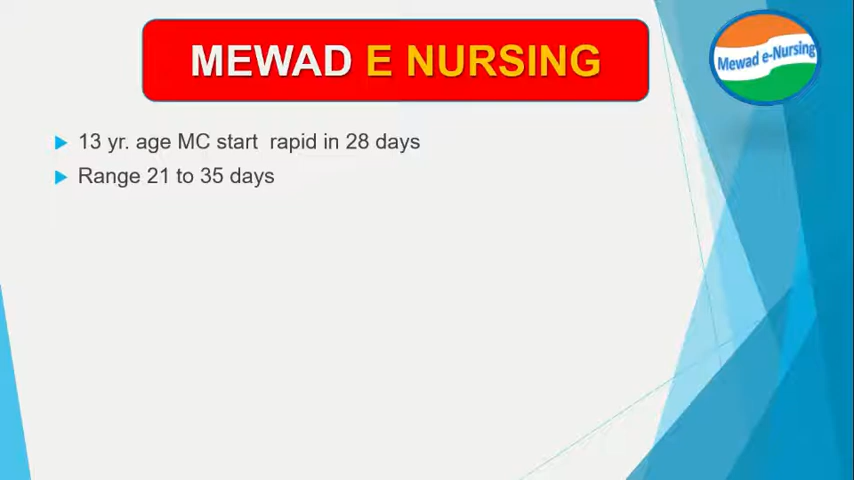 MEWAD E NURSING
Mewad e-Nursing
13 yr. age MC start  rapid in 28 days
Range 21 to 35 days